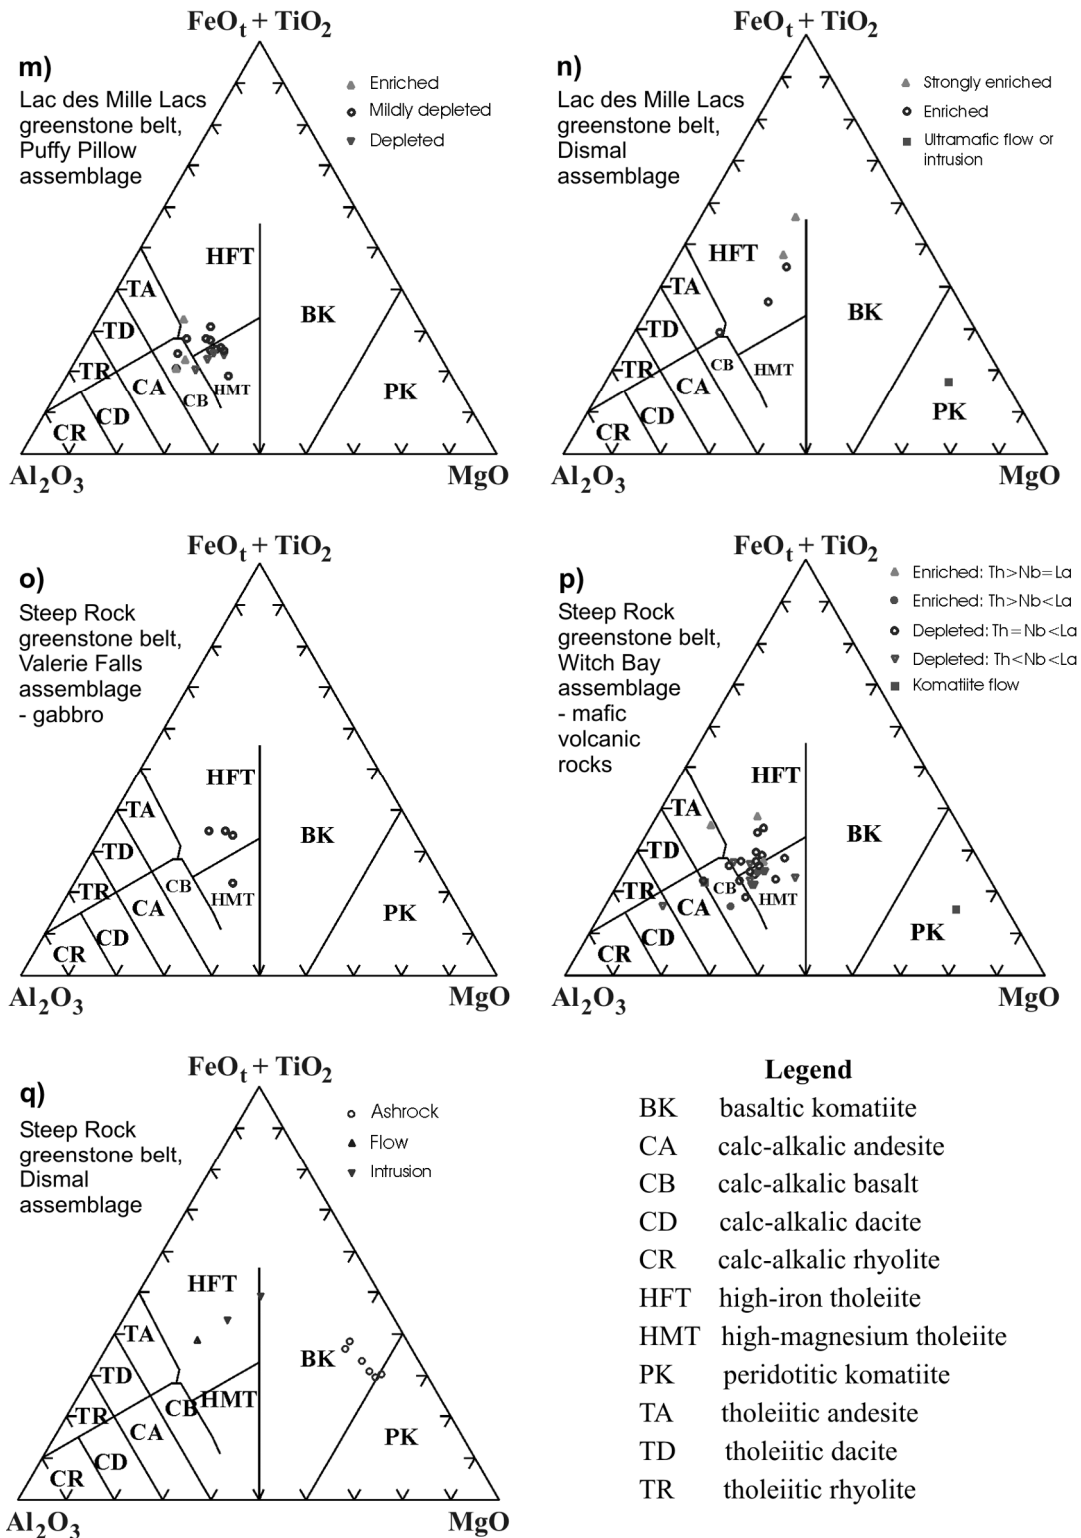 FeOt + TiO2
m)
Lac des Mille Lacs
greenstone belt,
Puffy Pillow
assemblage
Enriched
Mildly depleted
Depleted
HFT
TA
TD
BK
TR
CA
CB
HMT
PK
CD
CR
Al2O3
MgO
FeOt + TiO2
n)
Lac des Mille Lacs
greenstone belt,
Dismal
assemblage
Strongly enriched
Enriched
Ultramafic flow or
intrusion
HFT
TA
BK
TD
CB
HMT
TR
CA
PK
CD
CR
Al2O3
MgO
FeOt + TiO2
o)
Steep Rock
greenstone belt,
Valerie Falls
assemblage
- gabbro
HFT
TA
BK
TD
CB
TR
HMT
CA
PK
CD
CR
Al2O3
MgO
FeOt + TiO2
p)
Steep Rock
greenstone belt,
Witch Bay
assemblage
- mafic
volcanic
rocks
Enriched: Th>Nb=La
Enriched: Th>Nb<La
Depleted: Th=Nb<La
Depleted: Th<Nb<La
Komatiite flow
HFT
TA
BK
TD
CB
TR
HMT
CA
PK
CD
CR
Al2O3
MgO
FeOt + TiO2
q)
Steep Rock
greenstone belt,
Dismal
assemblage
Ashrock
Flow
Intrusion
HFT
TA
BK
TD
HMT
CB
TR
CA
PK
CD
CR
Al2O3
MgO
Legend
BK basaltic komatiite
CA calc-alkalic andesite
CB calc-alkalic basalt
CD calc-alkalic dacite
CR calc-alkalic rhyolite
HFT high-iron tholeiite
HMT high-magnesium tholeiite
PK peridotitic komatiite
TA tholeiitic andesite
TD tholeiitic dacite
TR tholeiitic rhyolite